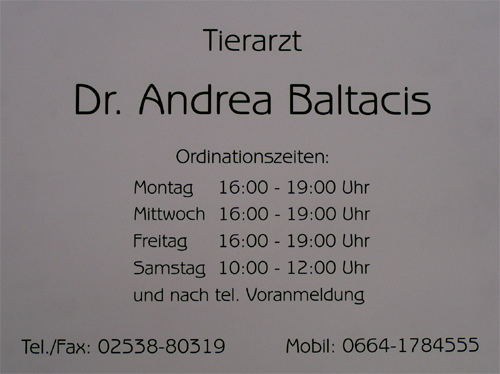 Tierarzt
Dr. Andrea Baltacis
Ordinationszeiten:
Montag 16:00 - 19:00 Uhr
Mittwoch 16:00 - 19:00 Uhr
Freitag 16:00 - 19:00 Uhr
Samstag 10:00 - 12:00 Uhr
und nach tel. Voranmeldung
Tel./Fax: 02538-80319 Mobil: 0664-1784555